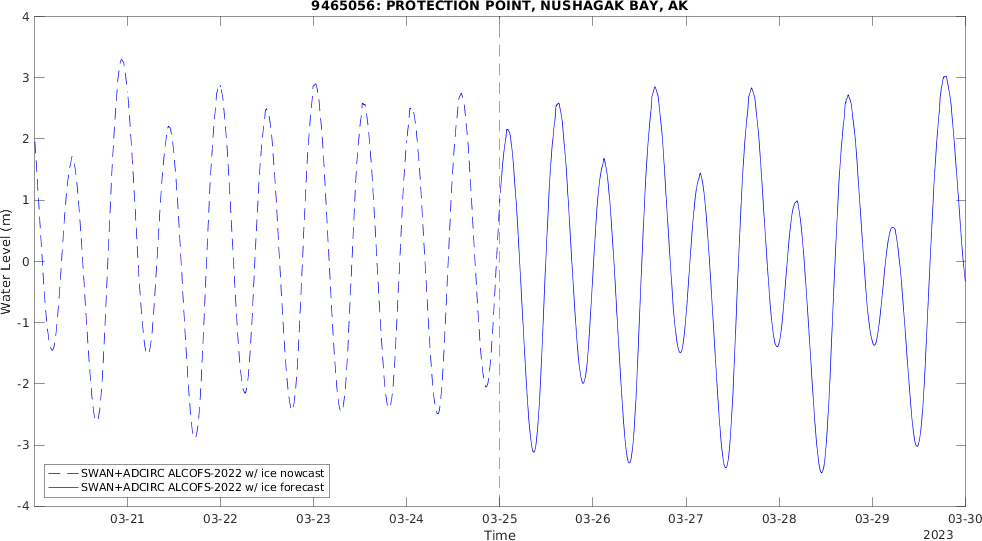 9465056: PROTECTION POINT, NUSHAGAK BAY, AK
4
3
2
1
0
-1
-2
-3
-4
Water Level (m)
SWAN+ADCIRC ALCOFS-2022 w/ ice nowcast
SWAN+ADCIRC ALCOFS-2022 w/ ice forecast
03-21 03-22 03-23 03-24 03-25 03-26 03-27 03-28 03-29 03-30
Time
2023